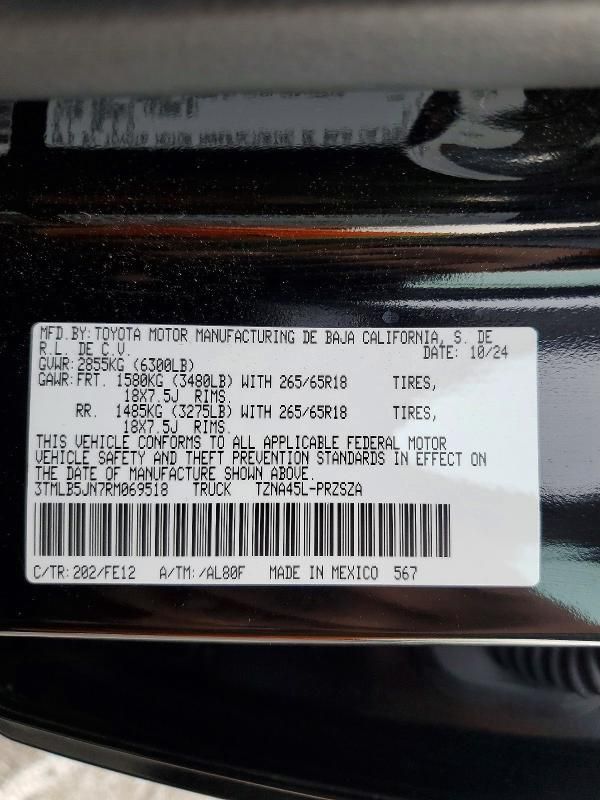 MFD.BY: TOYOTA MOTOR MANUFACTURING DE BAJA CALIFORNIA, S. DE
R.L. DE C.V. DATE: 10/24
GVWR: 2855KG (6300LB)
GAWR: FRT. 1580KG (3480LB) WITH 265/65R18 TIRES,
18X7.5J RIMS.
RR. 1485KG (3275LB) WITH 265/65R18 TIRES,
18X7.5J RIMS.
THIS VEHICLE CONFORMS TO ALL APPLICABLE FEDERAL MOTOR
VEHICLE SAFETY AND THEFT PREVENTION STANDARDS IN EFFECT ON
THE DATE OF MANUFACTURE SHOWN ABOVE.
3TMLB5JN7RM069518 TRUCK TZNA45L-PRZSZA
C/TR: 202/FE12 A/TM: /AL80F MADE IN MEXICO 567